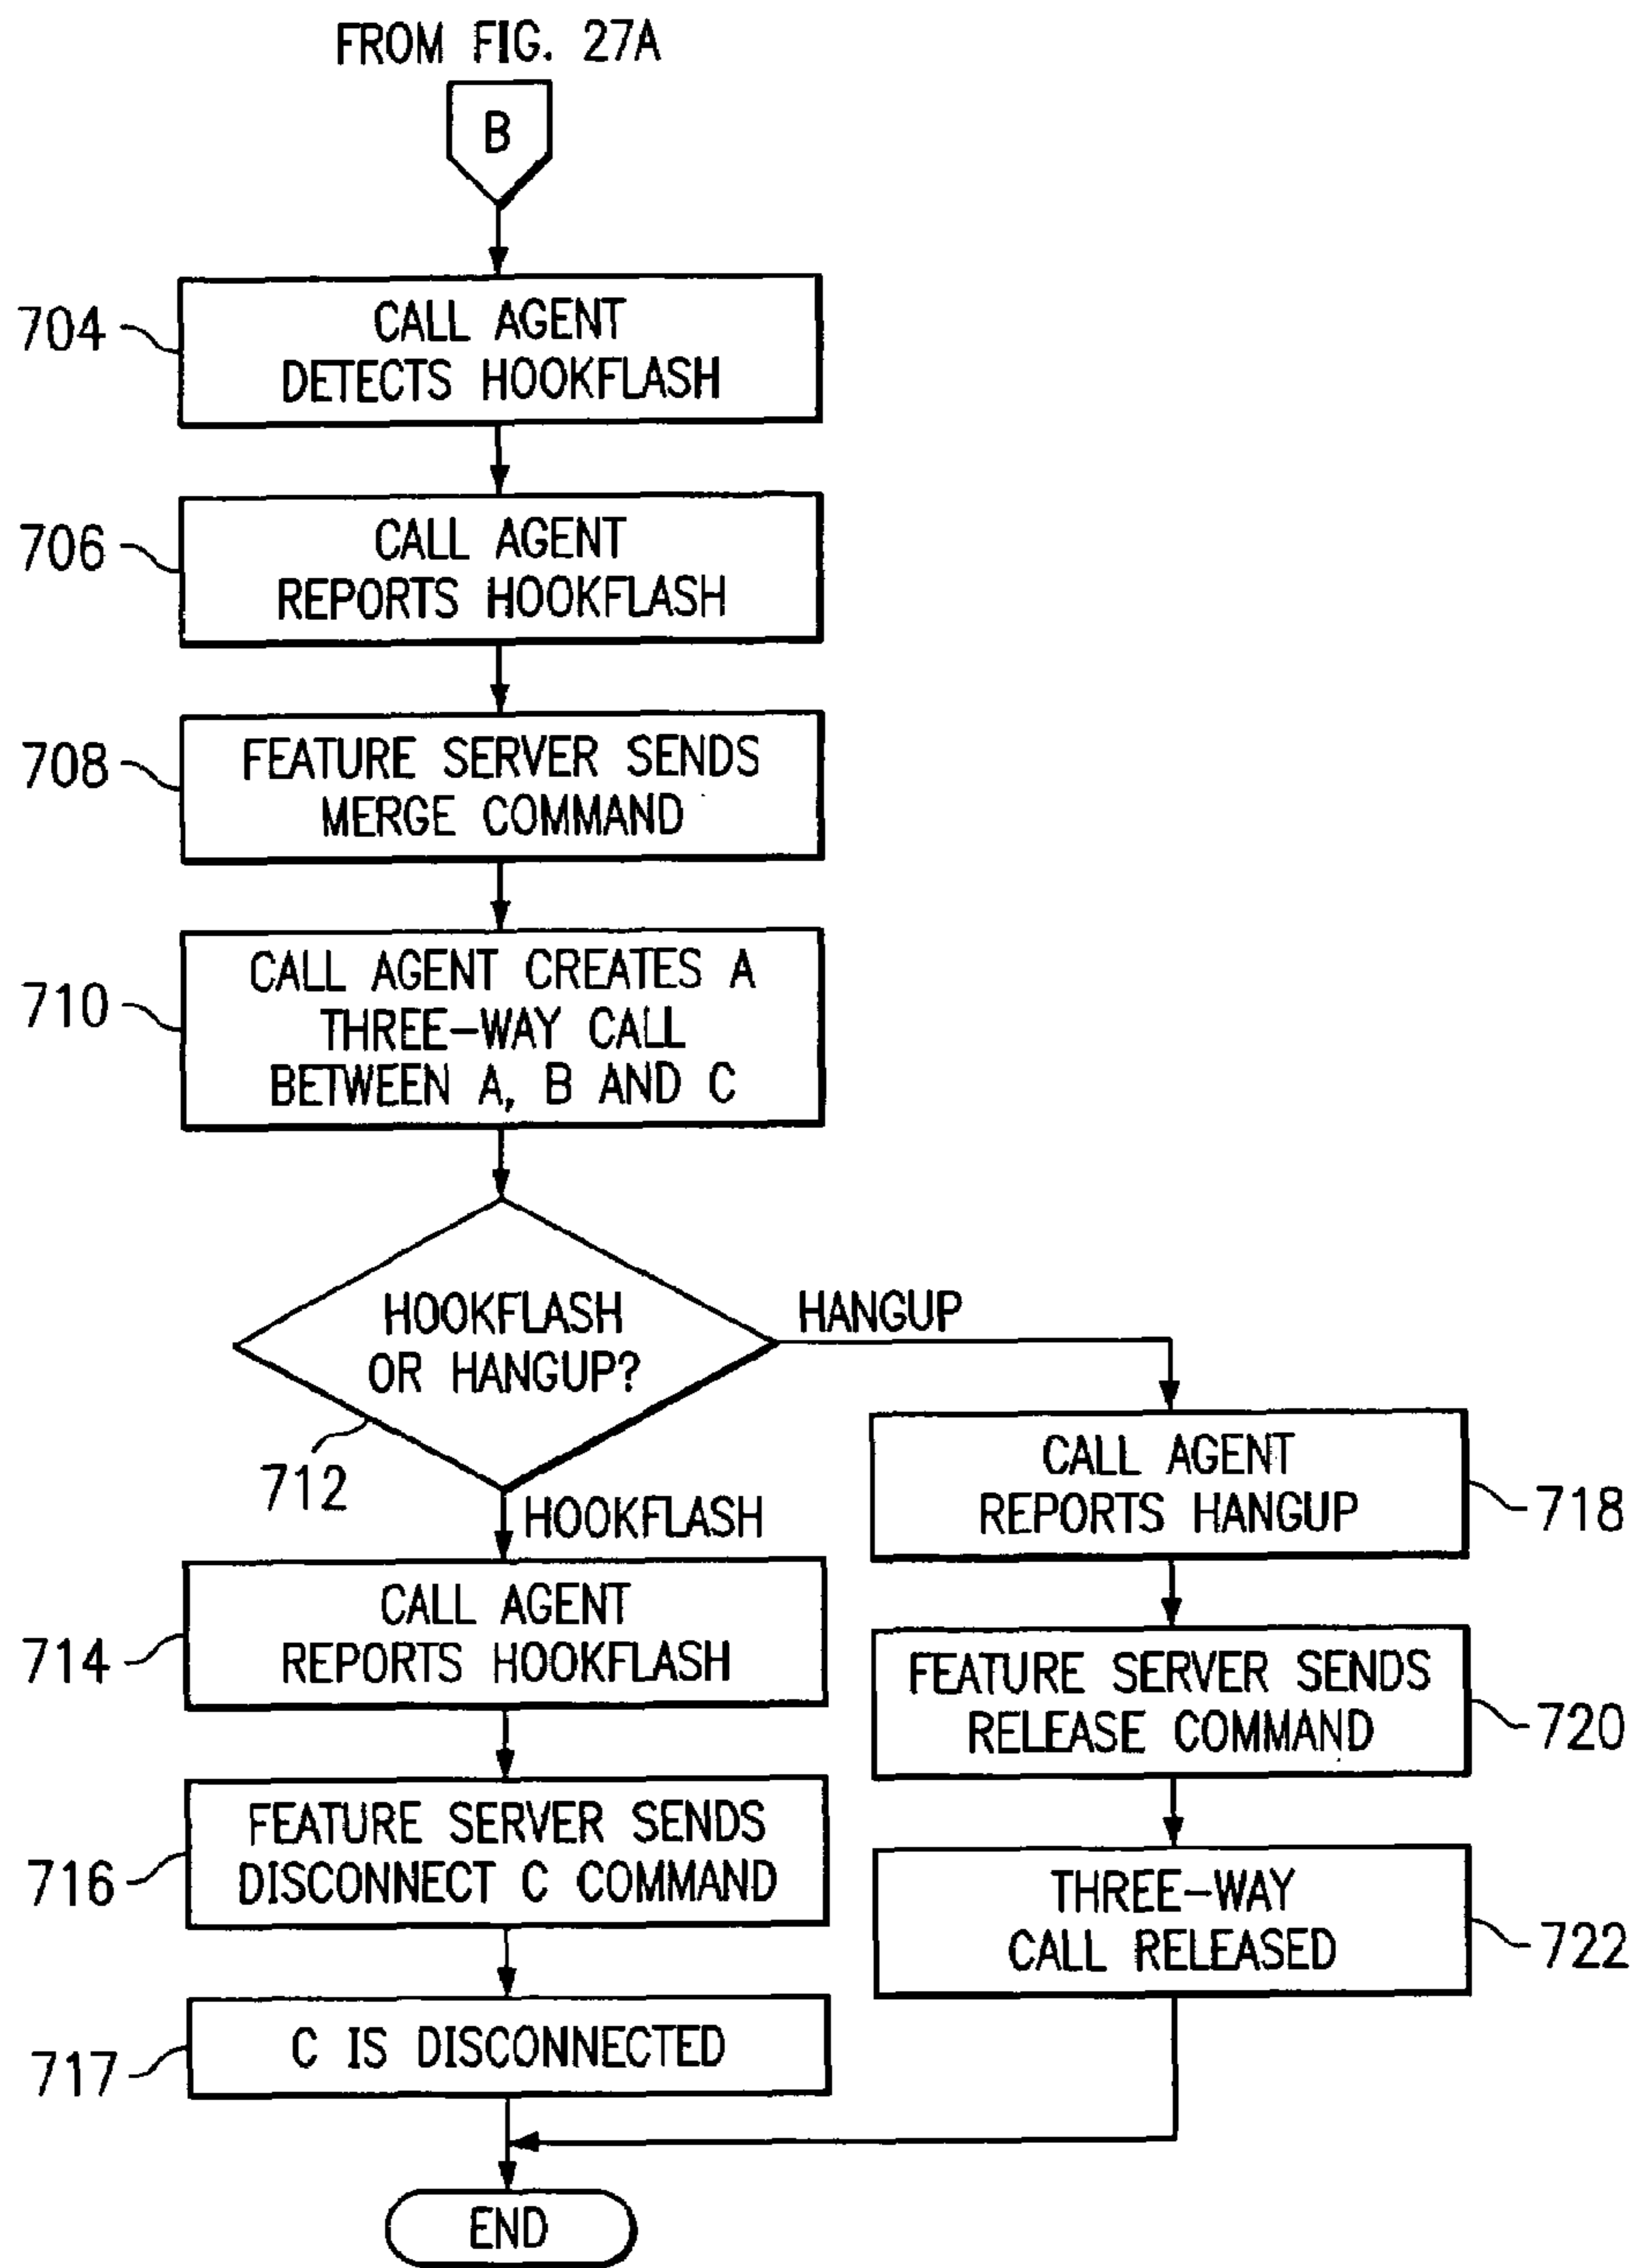 FROM FIG. 27A
B
704
CALL AGENT
DETECTS HOOKFLASH
706
CALL AGENT
REPORTS HOOKFLASH
708
FEATURE SERVER SENDS
MERGE COMMAND
710
CALL AGENT CREATES A
THREE-WAY CALL
BETWEEN A, B AND C
HOOKFLASH
OR HANGUP?
712
HANGUP
HOOKFLASH
714
CALL AGENT
REPORTS HOOKFLASH
716
FEATURE SERVER SENDS
DISCONNECT C COMMAND
717
C IS DISCONNECTED
CALL AGENT
REPORTS HANGUP
718
FEATURE SERVER SENDS
RELEASE COMMAND
720
THREE-WAY
CALL RELEASED
722
END